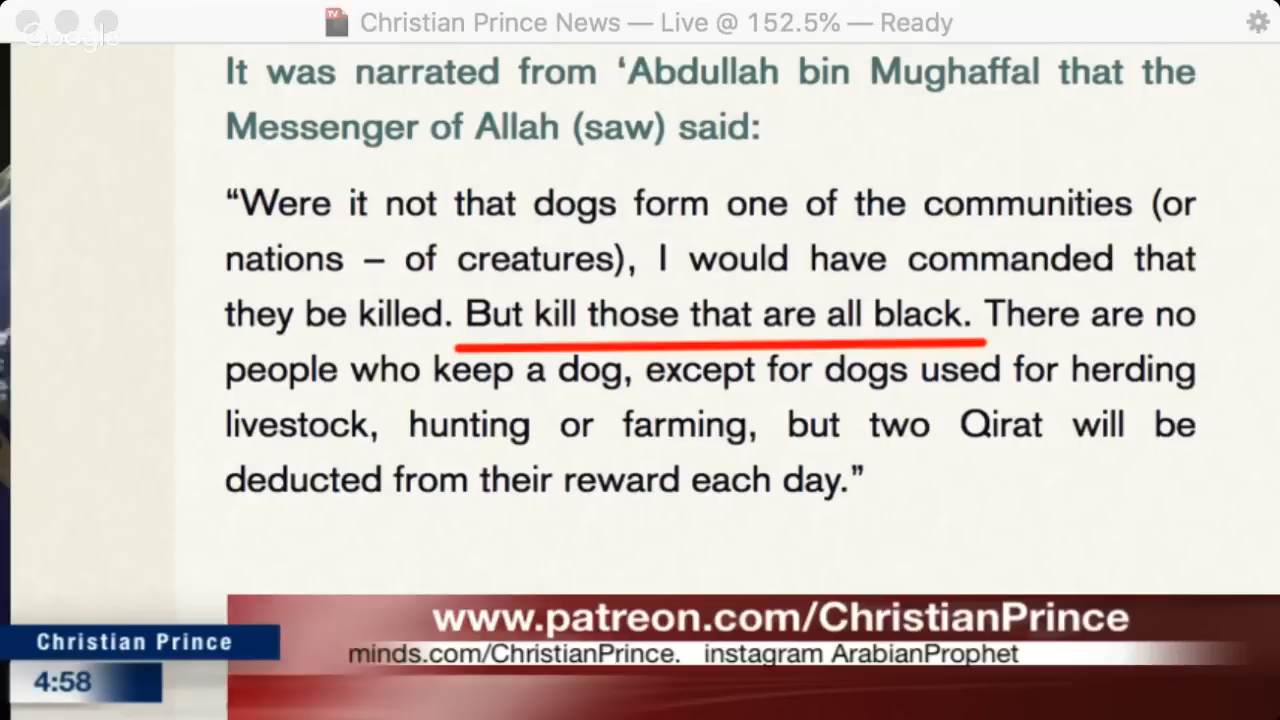 Christian Prince News — Live @ 152.5% — Ready
Google
It was narrated from ‘Abdullah bin Mughaffal that the
Messenger of Allah (saw) said:
“Were it not that dogs form one of the communities (or
nations – of creatures), I would have commanded that
they be killed. But kill those that are all black. There are no
people who keep a dog, except for dogs used for herding
livestock, hunting or farming, but two Qirat will be
deducted from their reward each day.”
www.patreon.com/ChristianPrince
Christian Prince
minds.com/ChristianPrince. instagram ArabianProphet
4:58